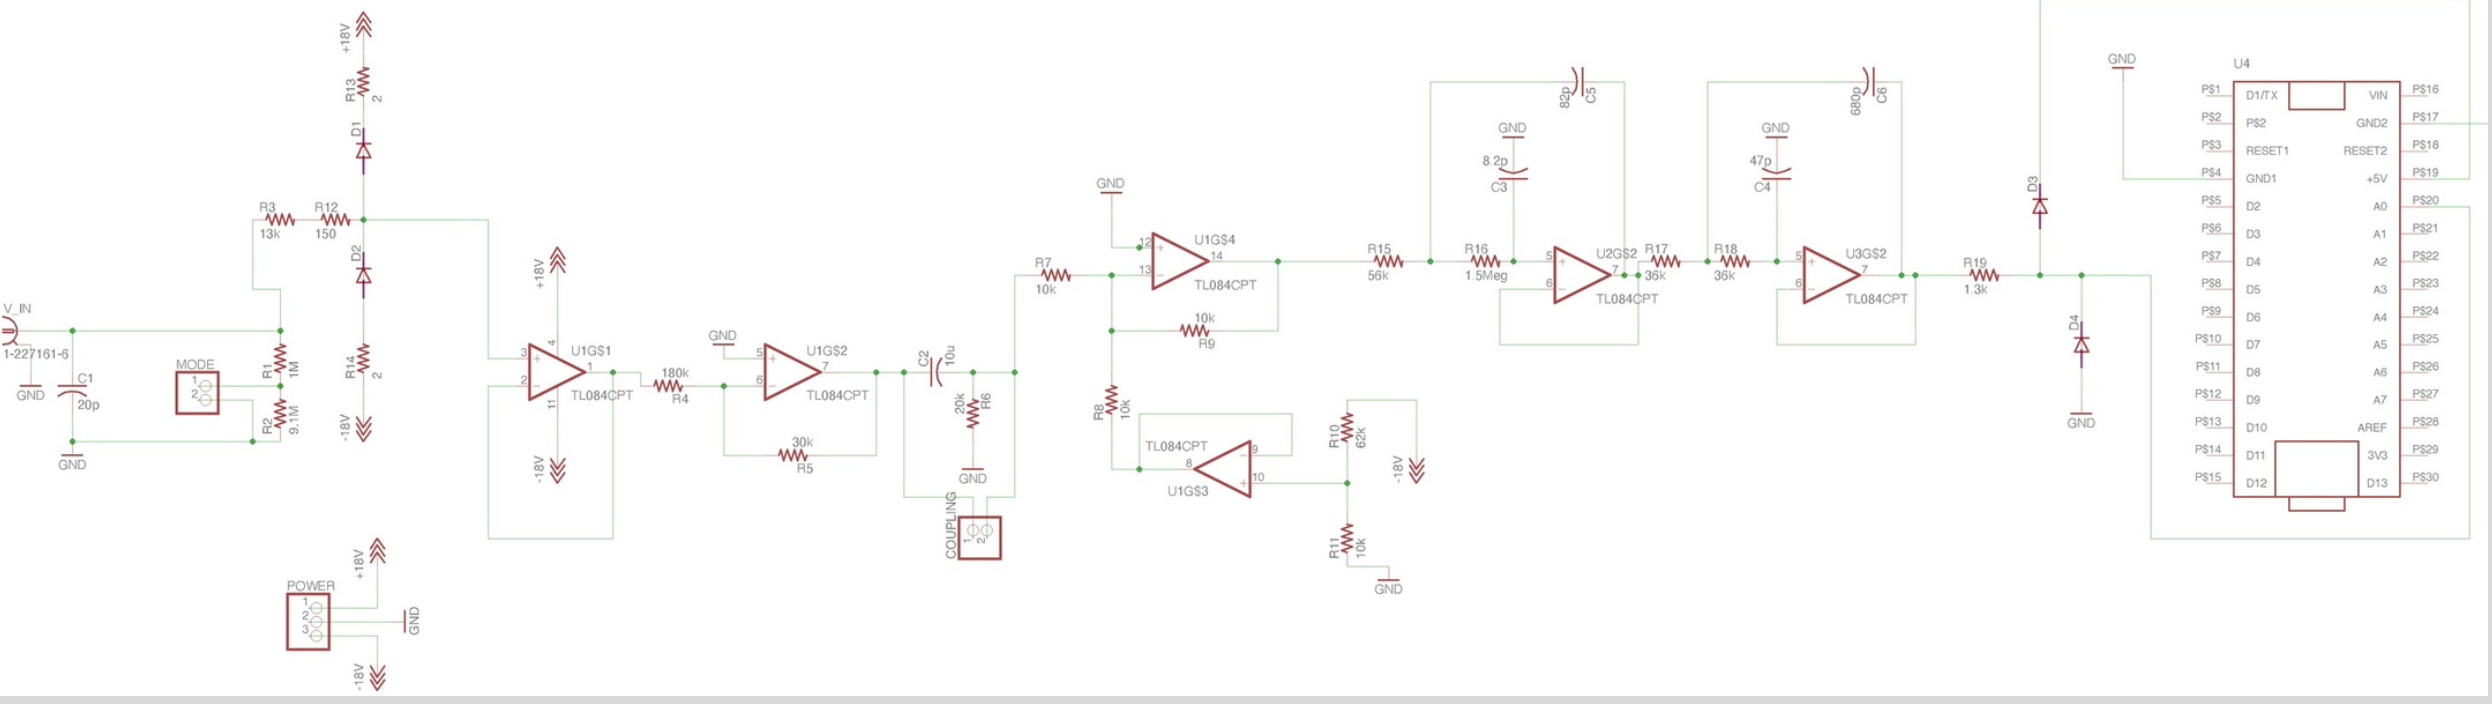 +18V
R13
2
D1
R3
R12
13k
150
D2
V_IN
1-227161-6
GND
C1
20p
GND
MODE
1
2
R1
1M
R2
9.1M
R14
2
-18V
+18V
3
2
4
11
1
U1G$1
TL084CPT
-18V
180k
R4
GND
5
6
7
U1G$2
TL084CPT
30k
R5
C2
10u
20k
R6
GND
COUPLING
1
2
POWER
1
2
3
+18V
GND
-18V
GND
R7
10k
12
13
14
U1G$4
TL084CPT
10k
R9
R8
10k
TL084CPT
8
9
10
U1G$3
R10
62k
-18V
R11
10k
GND
R15
56k
82p
C5
GND
8.2p
C3
R16
1.5Meg
5
6
7
U2G$2
TL084CPT
R17
36k
680p
C6
GND
47p
C4
R18
36k
5
6
7
U3G$2
TL084CPT
R19
1.3k
D3
D4
GND
GND
U4
P$1 D1/TX VIN P$16
P$2 P$2 GND2 P$17
P$3 RESET1 RESET2 P$18
P$4 GND1 +5V P$19
P$5 D2 A0 P$20
P$6 D3 A1 P$21
P$7 D4 A2 P$22
P$8 D5 A3 P$23
P$9 D6 A4 P$24
P$10 D7 A5 P$25
P$11 D8 A6 P$26
P$12 D9 A7 P$27
P$13 D10 AREF P$28
P$14 D11 3V3 P$29
P$15 D12 D13 P$30